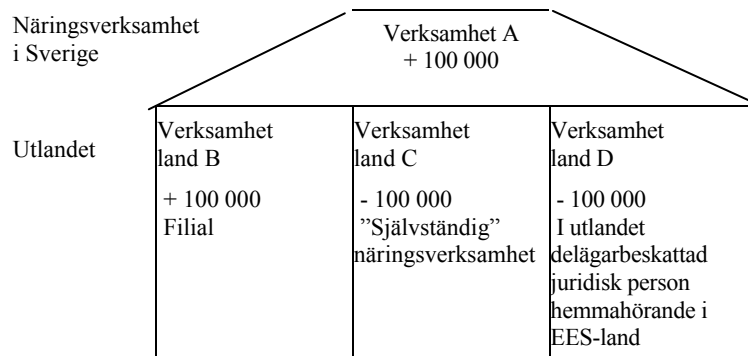 Näringsverksamhet
i Sverige
Verksamhet A
+ 100 000
Utlandet
Verksamhet
land B
+ 100 000
Filial
Verksamhet
land C
- 100 000
”Självständig”
näringsverksamhet
Verksamhet
land D
- 100 000
I utlandet
delägarbeskattad
juridisk person
hemmahörande i
EES-land